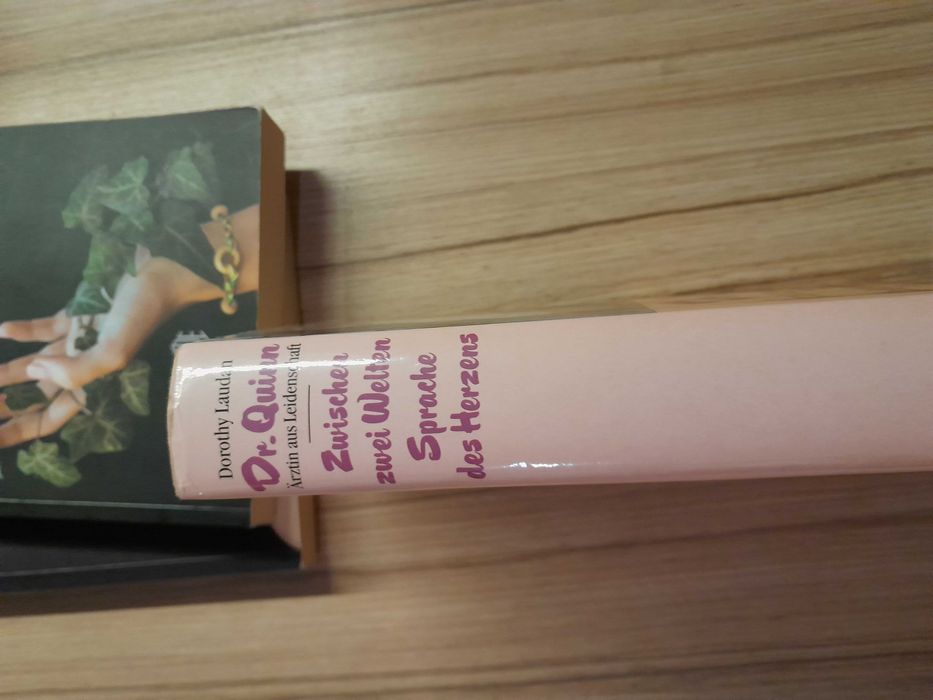 Dorothy Laudan
Dr. Quinn
Ärztin aus Leidenschaft
Zwischen
zwei Welten
Sprache
des Herzens